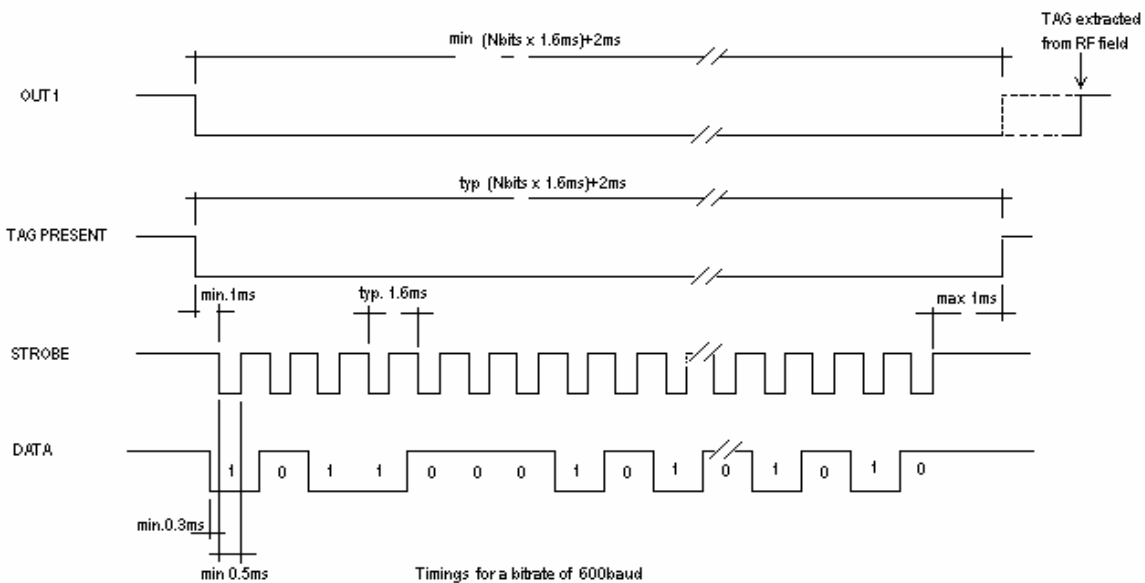 TAG extracted
from RF field
min (Nbits x 1.6ms)+2ms
OUT1
typ (Nbits x 1.6ms)+2ms
TAG PRESENT
min.1ms
typ. 1.6ms
max 1ms
STROBE
DATA
1 0 1 1 0 0 0 1 0 1 0 1 0 1 0
min.0.3ms
min 0.5ms
Timings for a bitrate of 600baud